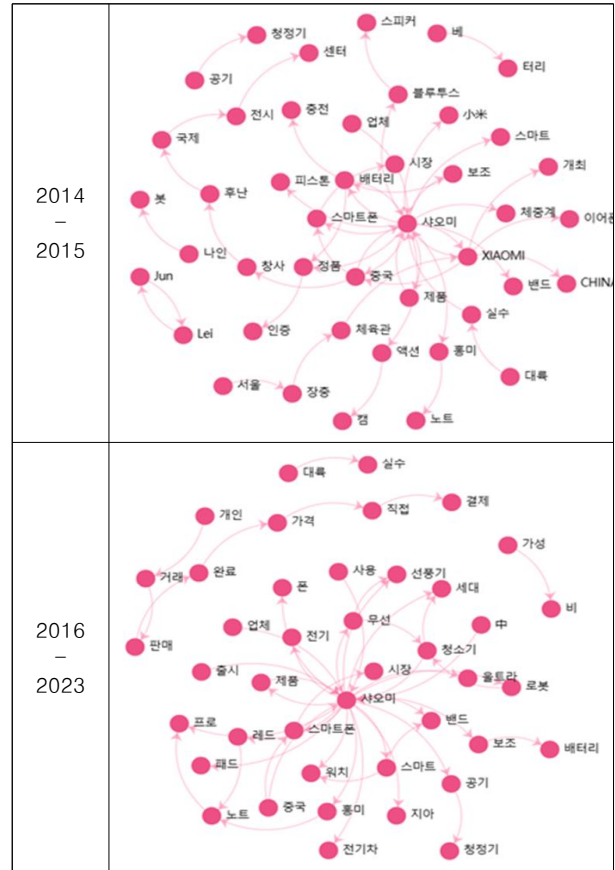 2014
–
2015
스피커
베
청정기
센터
터리
공기
블루투스
전시
충전
업체
小米
국제
스마트
시장
배터리
보조
개최
피스톤
봇
후난
스마트폰
샤오미
체중계
이어폰
나인
XIAOMI
창사
정품
중국
Jun
밴드
CHINA
제품
실수
Lei
인증
체육관
액션
홍미
대륙
서울
장중
캠
노트
2016
–
2023
대륙
실수
개인
가격
직접
결제
가성
거래
완료
사용
선풍기
폰
세대
비
업체
전기
무선
中
판매
청소기
출시
시장
제품
울트라
로봇
샤오미
프로
레드
스마트폰
밴드
보조
배터리
패드
워치
스마트
공기
노트
중국
홍미
지아
전기차
청정기